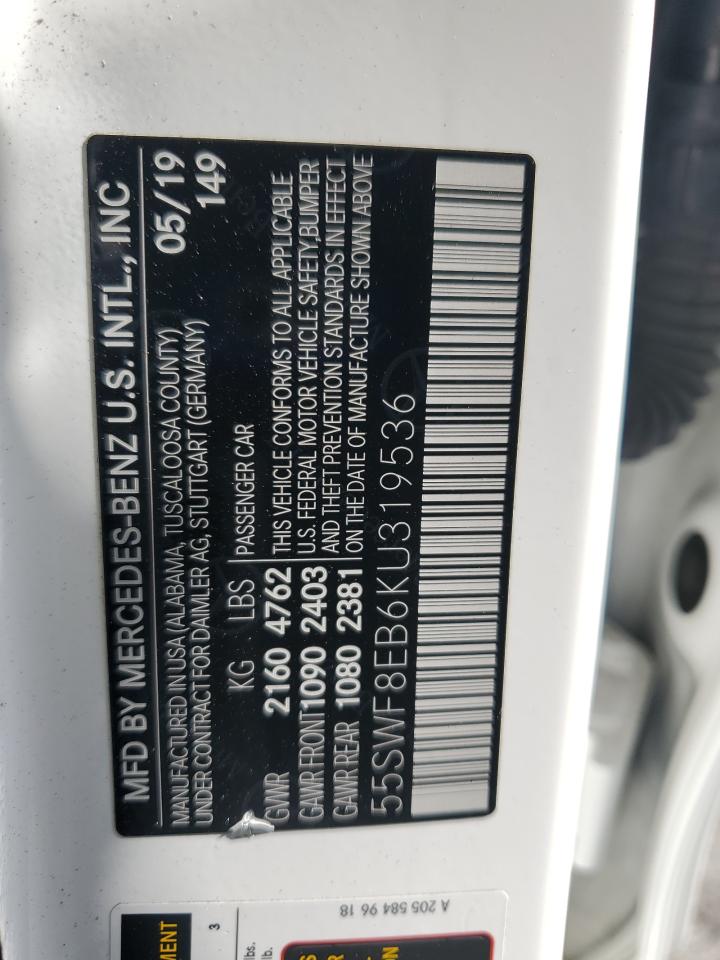 MFD BY MERCEDES-BENZ U.S. INTL., INC
MANUFACTURED IN USA (ALABAMA, TUSCALOOSA COUNTY) 05/19
UNDER CONTRACT FOR DAIMLER AG, STUTTGART (GERMANY) 149
KG LBS PASSENGER CAR
GVWR 2160 4762 THIS VEHICLE CONFORMS TO ALL APPLICABLE
GAWR FRONT 1090 2403 U.S. FEDERAL MOTOR VEHICLE SAFETY,BUMPER
GAWR REAR 1080 2381 AND THEFT PREVENTION STANDARDS IN EFFECT
ON THE DATE OF MANUFACTURE SHOWN ABOVE
55SWF8EB6KU319536
A 205 584 96 18
3
lbs.
lb.